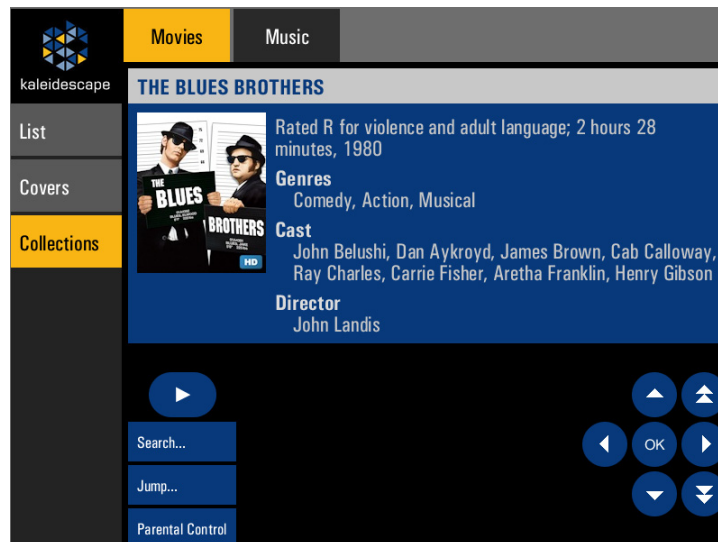 Movies
Music
kaleidescape
THE BLUES BROTHERS
List
Covers
Collections
THE
BLUES
BROTHERS
HD
Rated R for violence and adult language; 2 hours 28
minutes, 1980
Genres
Comedy, Action, Musical
Cast
John Belushi, Dan Aykroyd, James Brown, Cab Calloway,
Ray Charles, Carrie Fisher, Aretha Franklin, Henry Gibson
Director
John Landis
Search...
OK
Jump...
Parental Control